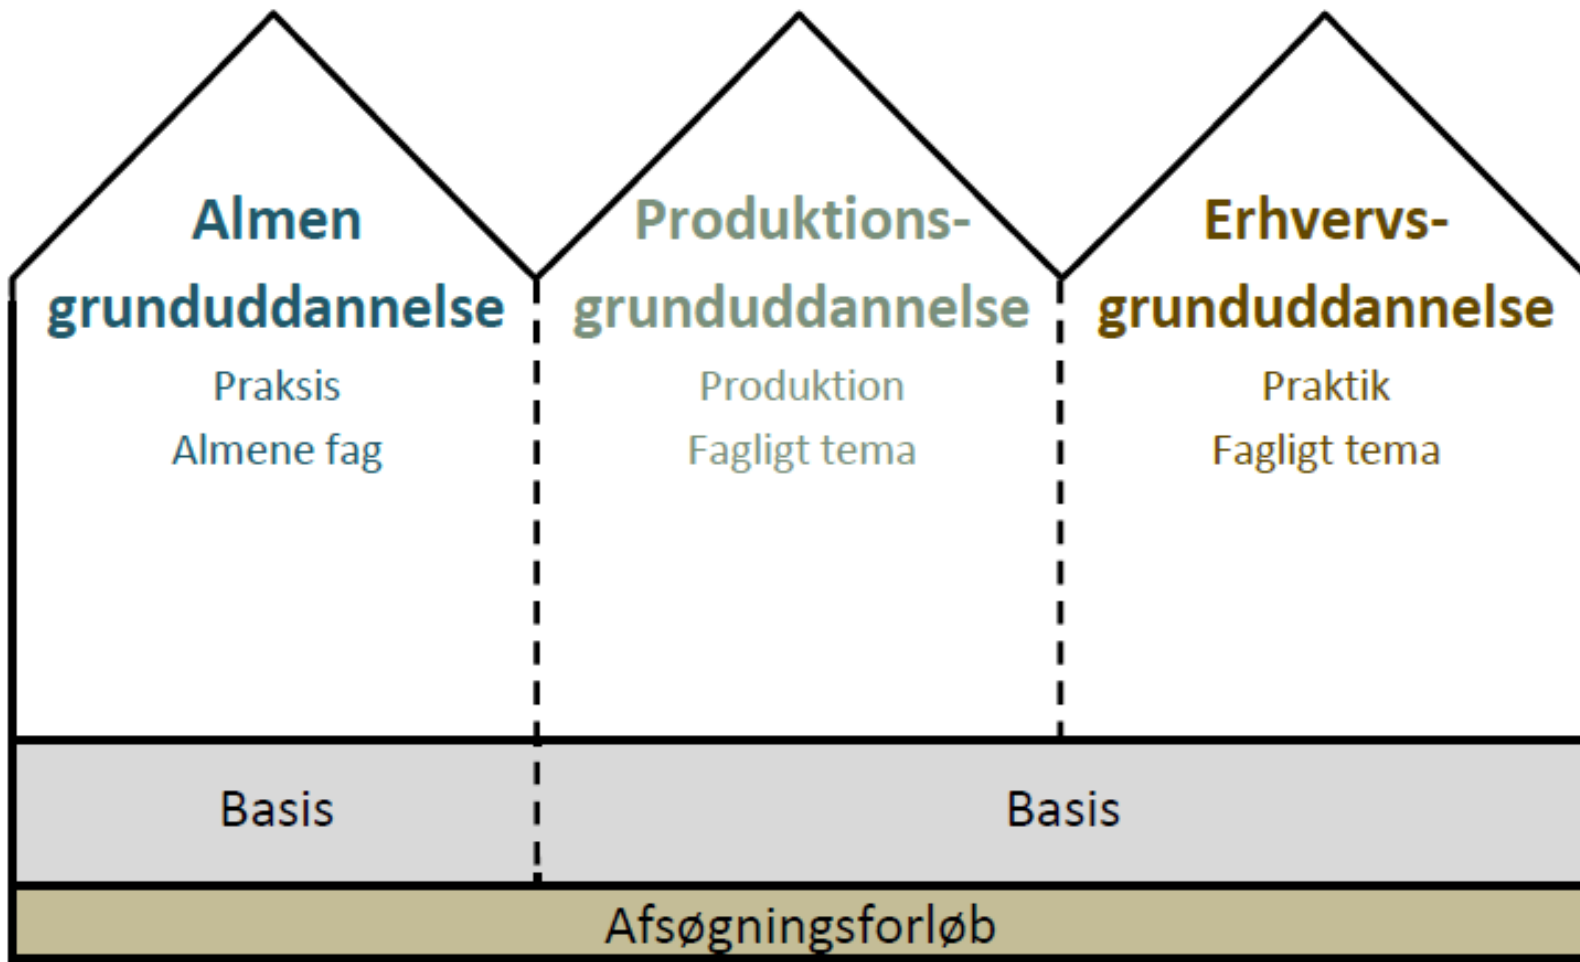 Almen
grunduddannelse
Praksis
Almene fag
Produktions-
grunduddannelse
Produktion
Fagligt tema
Erhvervs-
grunduddannelse
Praktik
Fagligt tema
Basis
Basis
Afsøgningsforløb